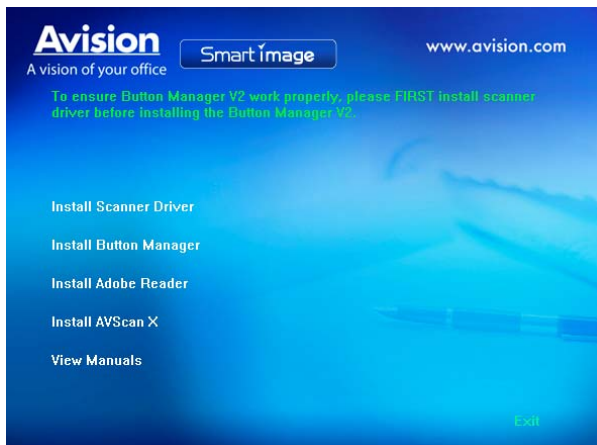 Avision
A vision of your office
Smart image
www.avision.com
To ensure Button Manager V2 work properly, please FIRST install scanner
driver before installing the Button Manager V2.
Install Scanner Driver
Install Button Manager
Install Adobe Reader
Install AVScan X
View Manuals
Exit